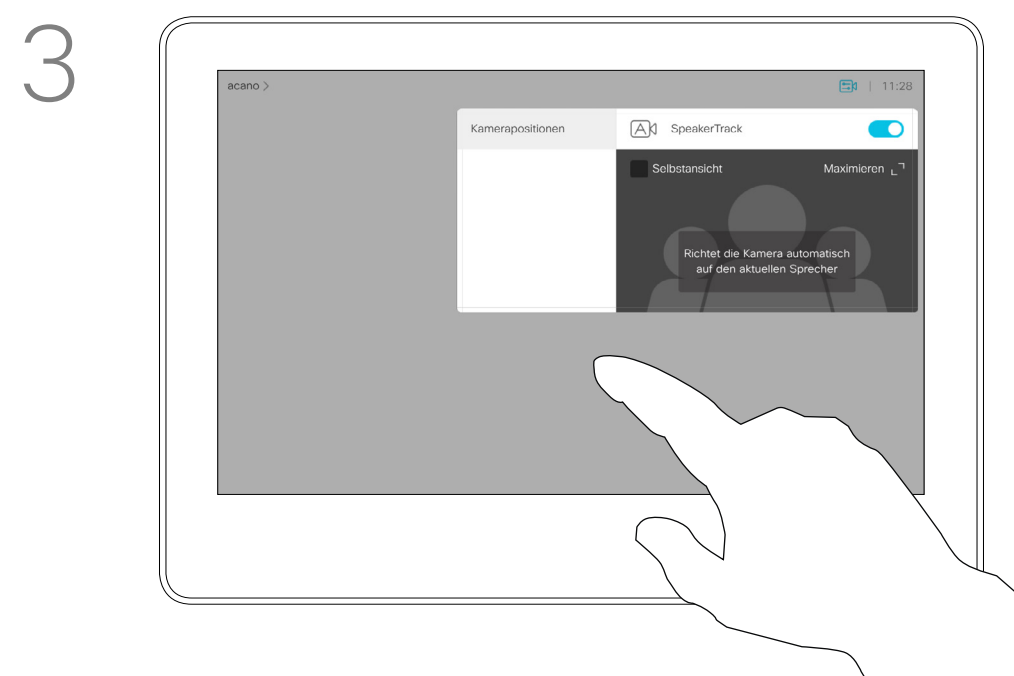 3
acano >
11:28
Kamerapositionen
A
SpeakerTrack
Selbstansicht
Maximieren
Richtet die Kamera automatisch
auf den aktuellen Sprecher